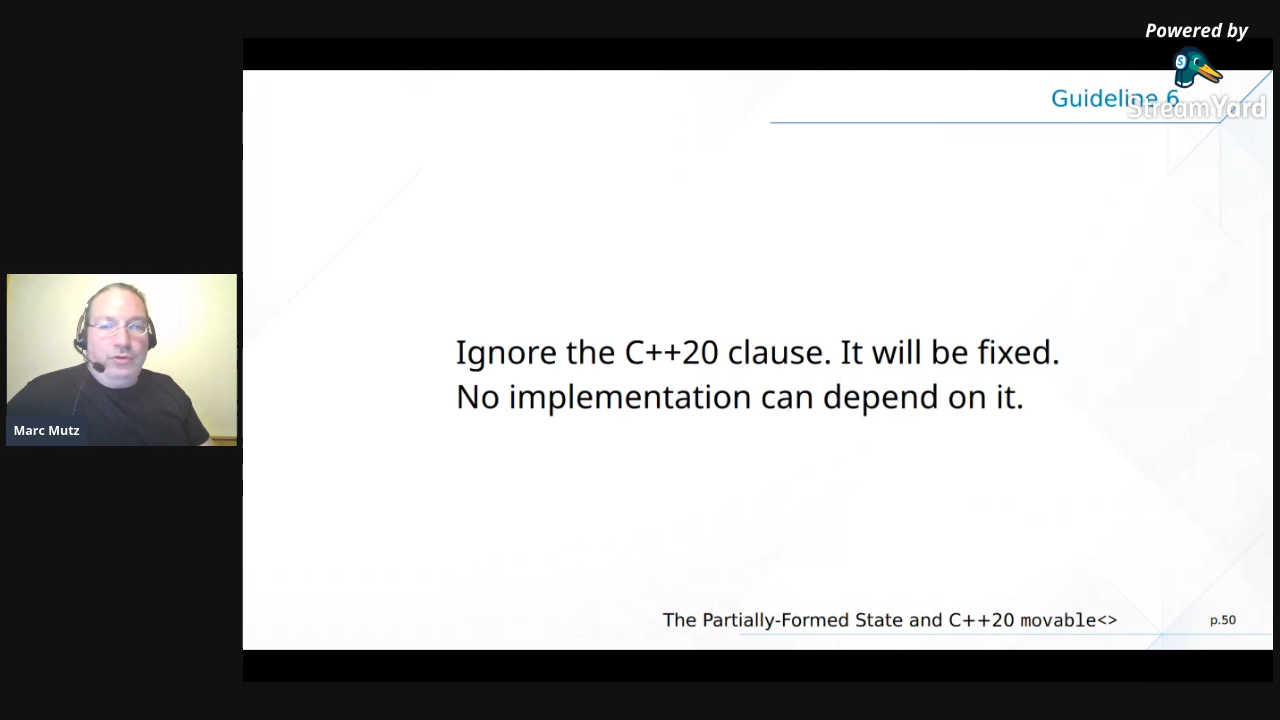 Powered by
StreamYard
Guideline 6
Ignore the C++20 clause. It will be fixed.
No implementation can depend on it.
Marc Mutz
The Partially-Formed State and C++20 movable<>
p.50